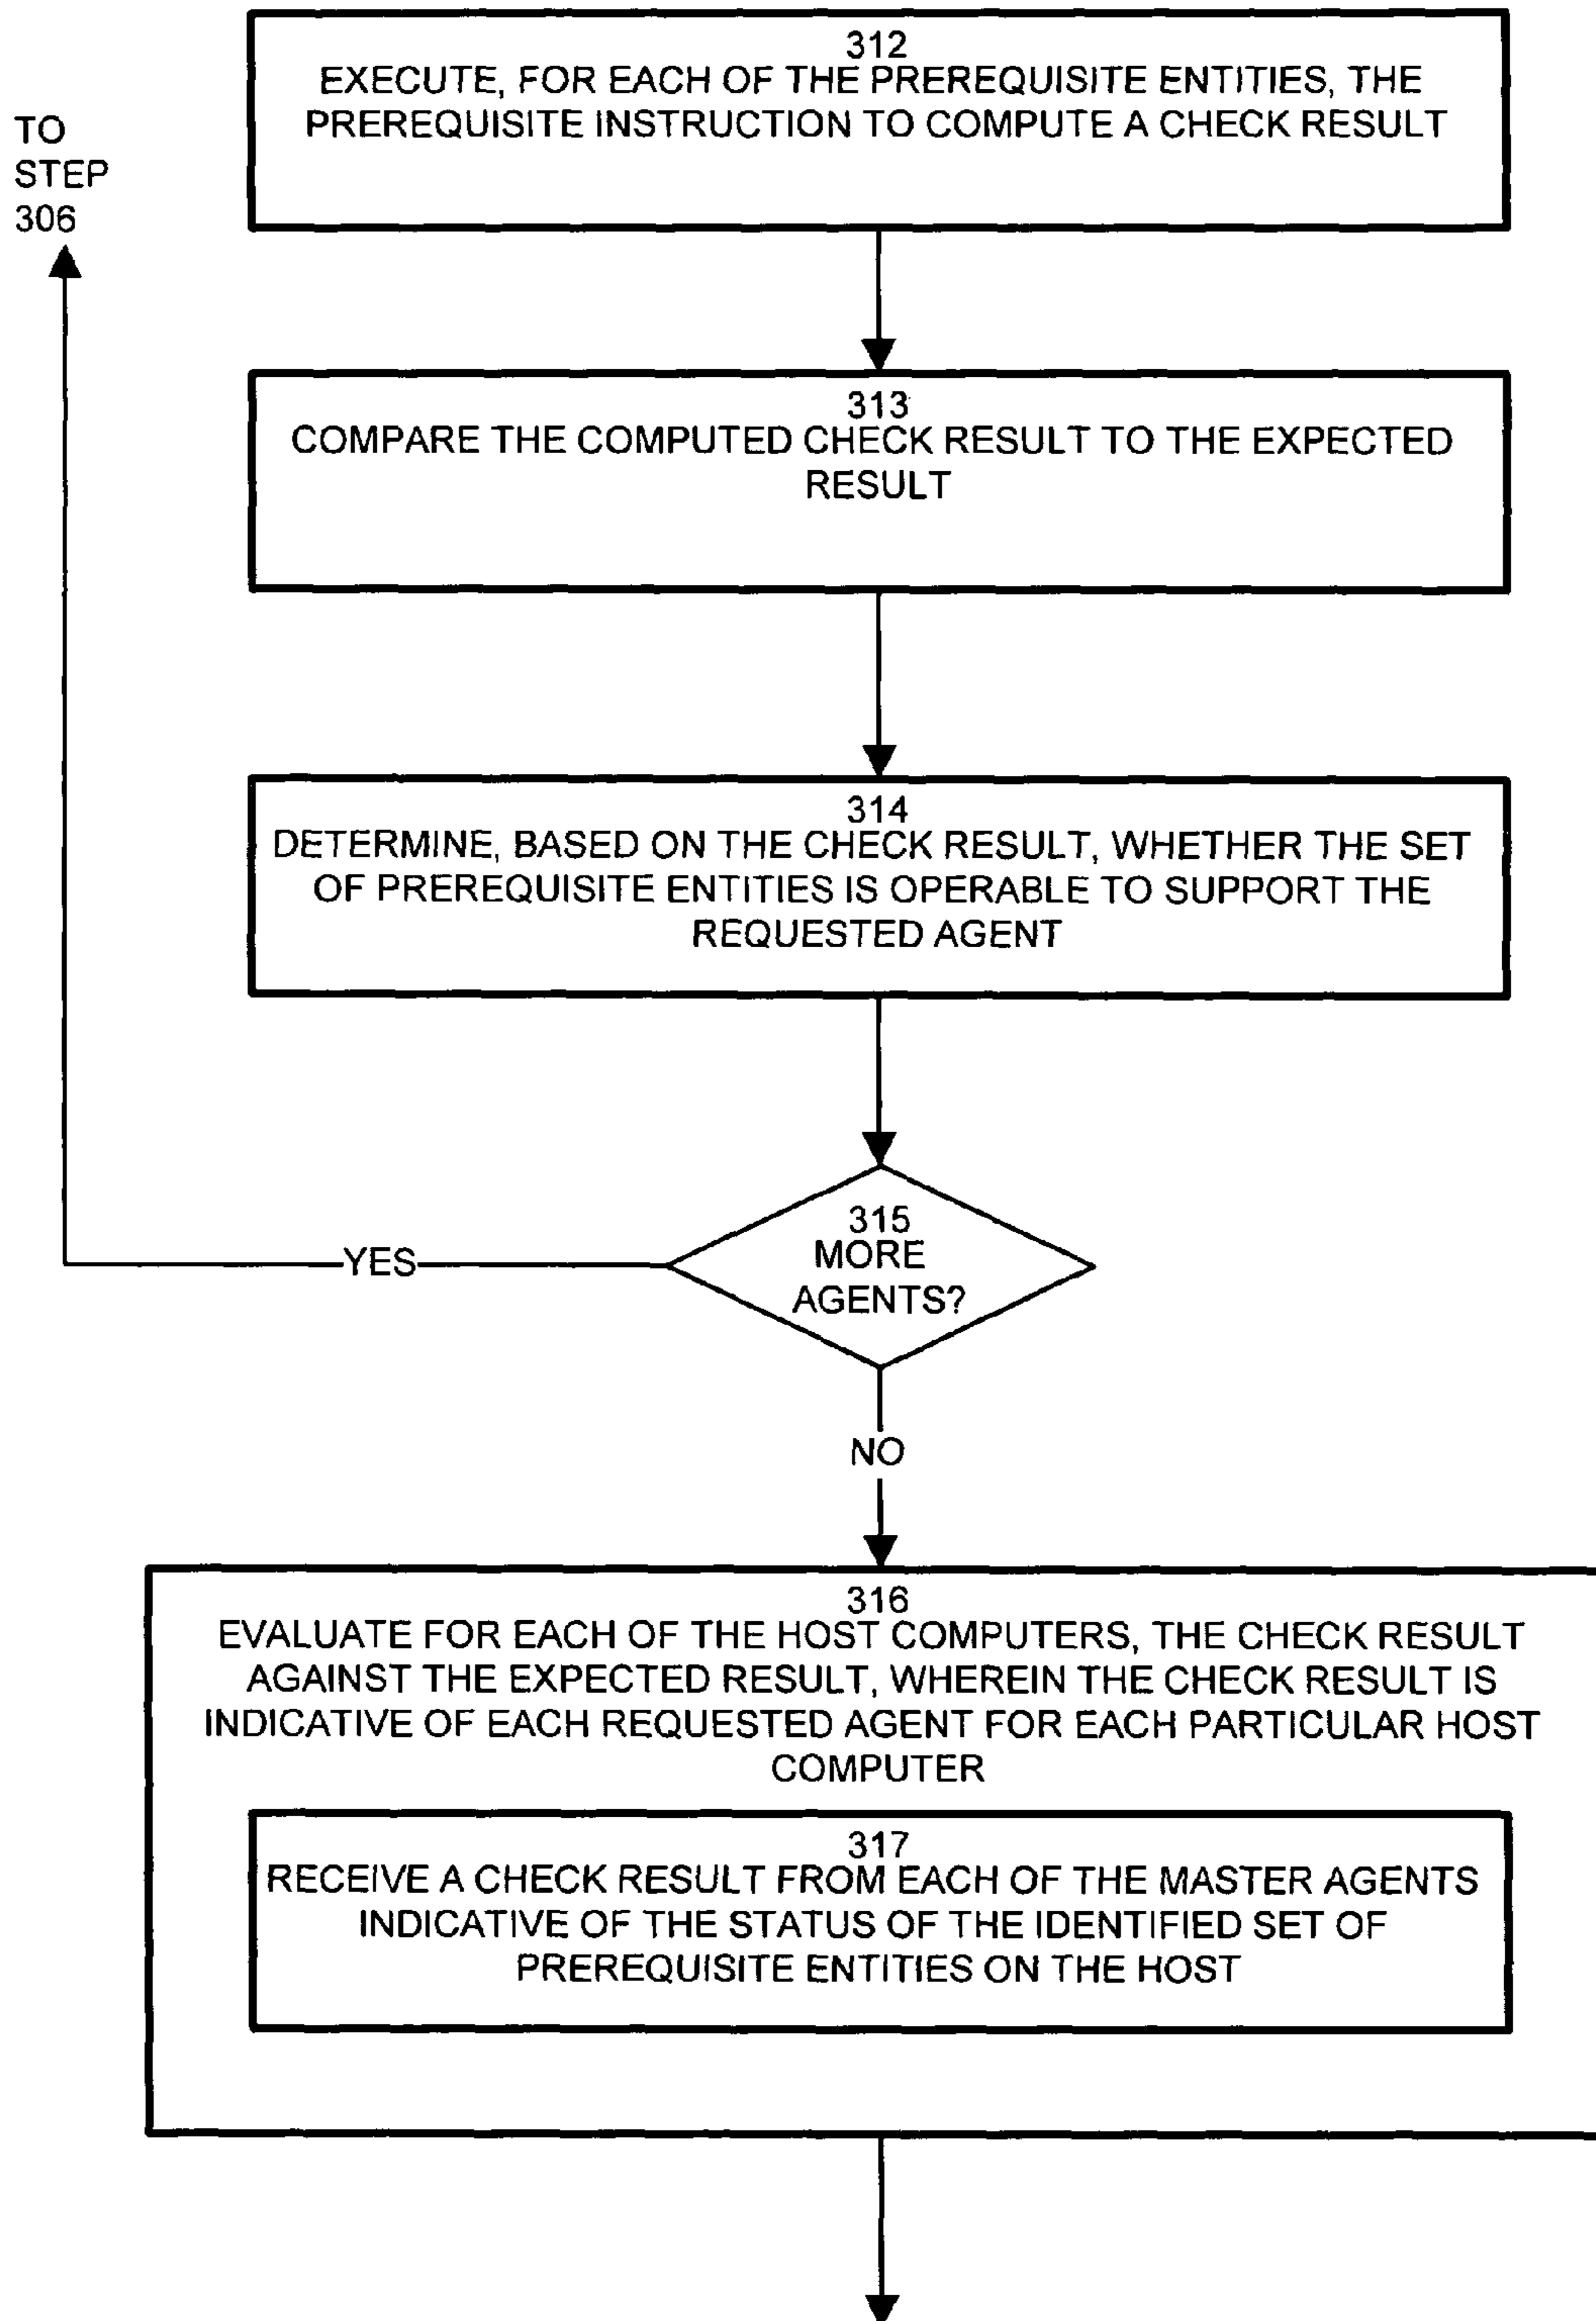 312
EXECUTE, FOR EACH OF THE PREREQUISITE ENTITIES, THE
PREREQUISITE INSTRUCTION TO COMPUTE A CHECK RESULT
TO
STEP
306
313
COMPARE THE COMPUTED CHECK RESULT TO THE EXPECTED
RESULT
314
DETERMINE, BASED ON THE CHECK RESULT, WHETHER THE SET
OF PREREQUISITE ENTITIES IS OPERABLE TO SUPPORT THE
REQUESTED AGENT
315
MORE
AGENTS?
YES
NO
316
EVALUATE FOR EACH OF THE HOST COMPUTERS, THE CHECK RESULT
AGAINST THE EXPECTED RESULT, WHEREIN THE CHECK RESULT IS
INDICATIVE OF EACH REQUESTED AGENT FOR EACH PARTICULAR HOST
COMPUTER
317
RECEIVE A CHECK RESULT FROM EACH OF THE MASTER AGENTS
INDICATIVE OF THE STATUS OF THE IDENTIFIED SET OF
PREREQUISITE ENTITIES ON THE HOST